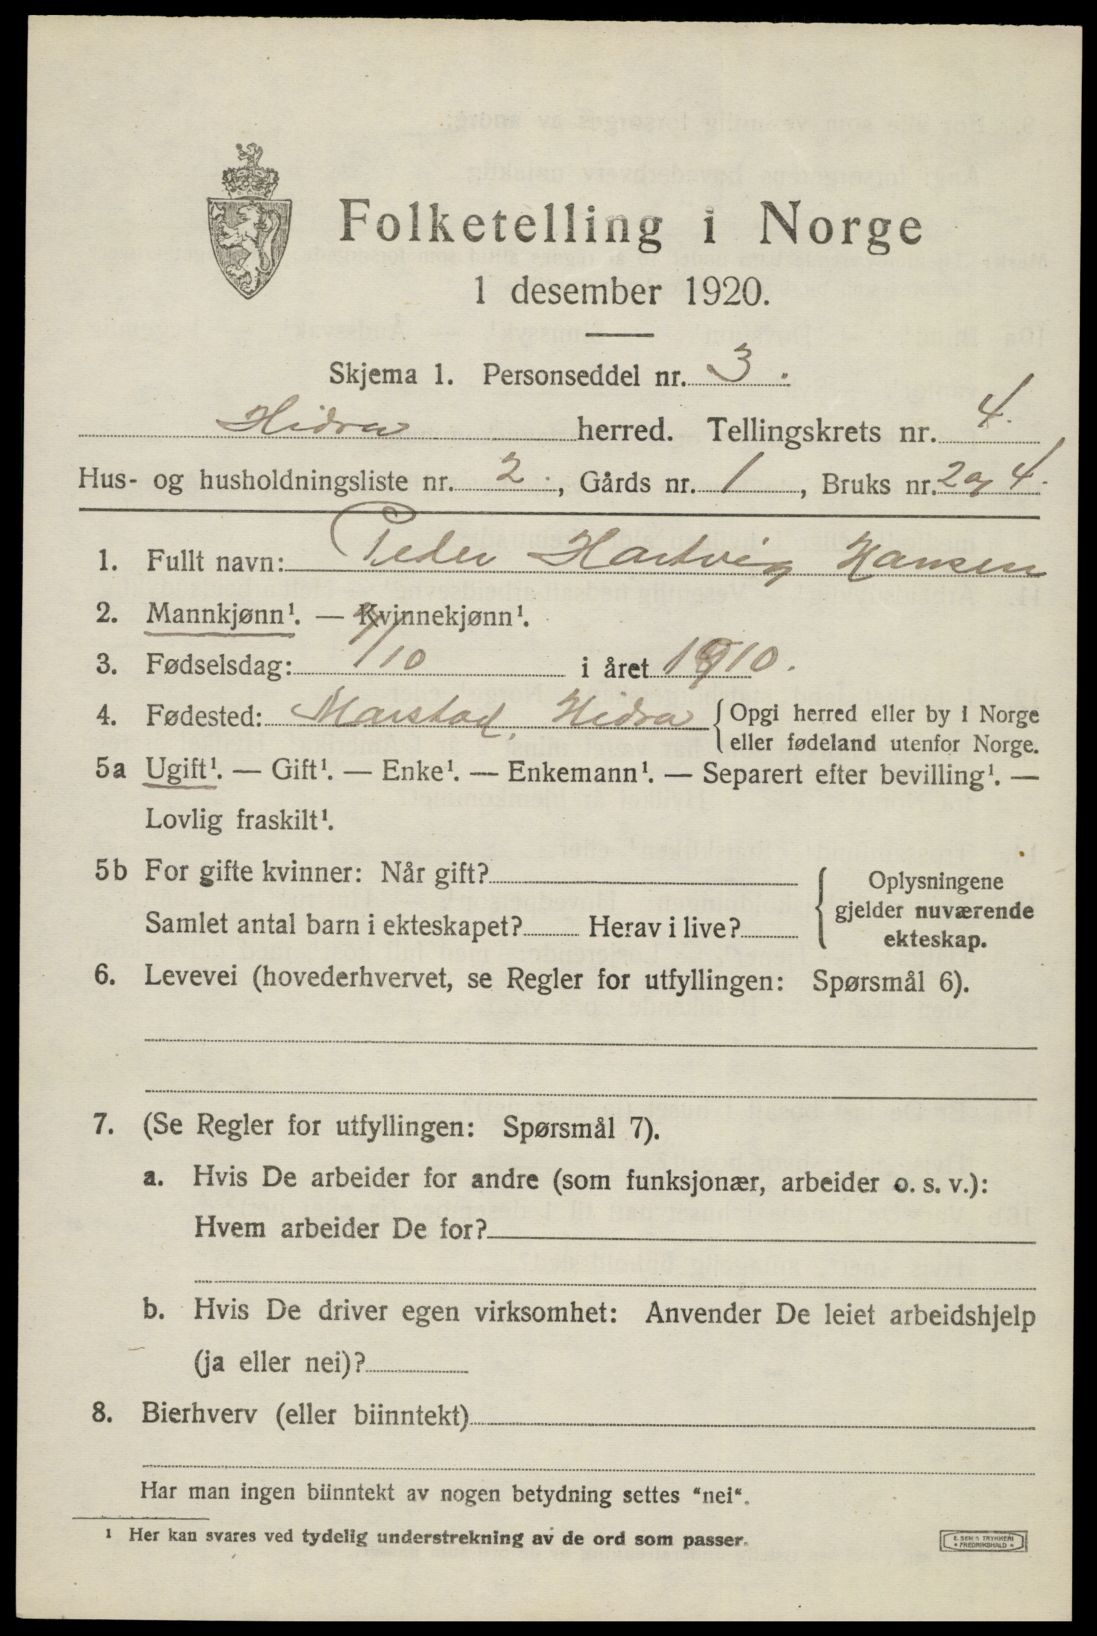 Folketelling i Norge
1 desember 1920.
Skjema 1. Personseddel nr. 3.
Hidra herred. Tellingskrets nr. 4.
Hus- og husholdningsliste nr. 2., Gårds nr. 1, Bruks nr. 2 og 4.
1. Fullt navn: Peder Hartvig Hansen
2. Mannkjønn¹. — Kvinnekjønn¹.
3. Fødselsdag: /10 i året 1910.
4. Fødested: Marstad, Hidra { Opgi herred eller by i Norge
eller fødeland utenfor Norge.
5a Ugift¹. — Gift¹. — Enke¹. — Enkemann¹. — Separert efter bevilling¹. —
Lovlig fraskilt¹.
5b For gifte kvinner: Når gift?
Samlet antal barn i ekteskapet? Herav i live?
{ Oplysningene
gjelder nuværende
ekteskap.
6. Levevei (hovederhvervet, se Regler for utfyllingen: Spørsmål 6).
7. (Se Regler for utfyllingen: Spørsmål 7).
a. Hvis De arbeider for andre (som funksjonær, arbeider o. s. v.):
Hvem arbeider De for?
b. Hvis De driver egen virksomhet: Anvender De leiet arbeidshjelp
(ja eller nei)?
8. Bierhverv (eller biinntekt)
Har man ingen biinntekt av nogen betydning settes "nei".
¹ Her kan svares ved tydelig understrekning av de ord som passer.
E. SEM'S TRYKKERI
FREDRIKSHALD